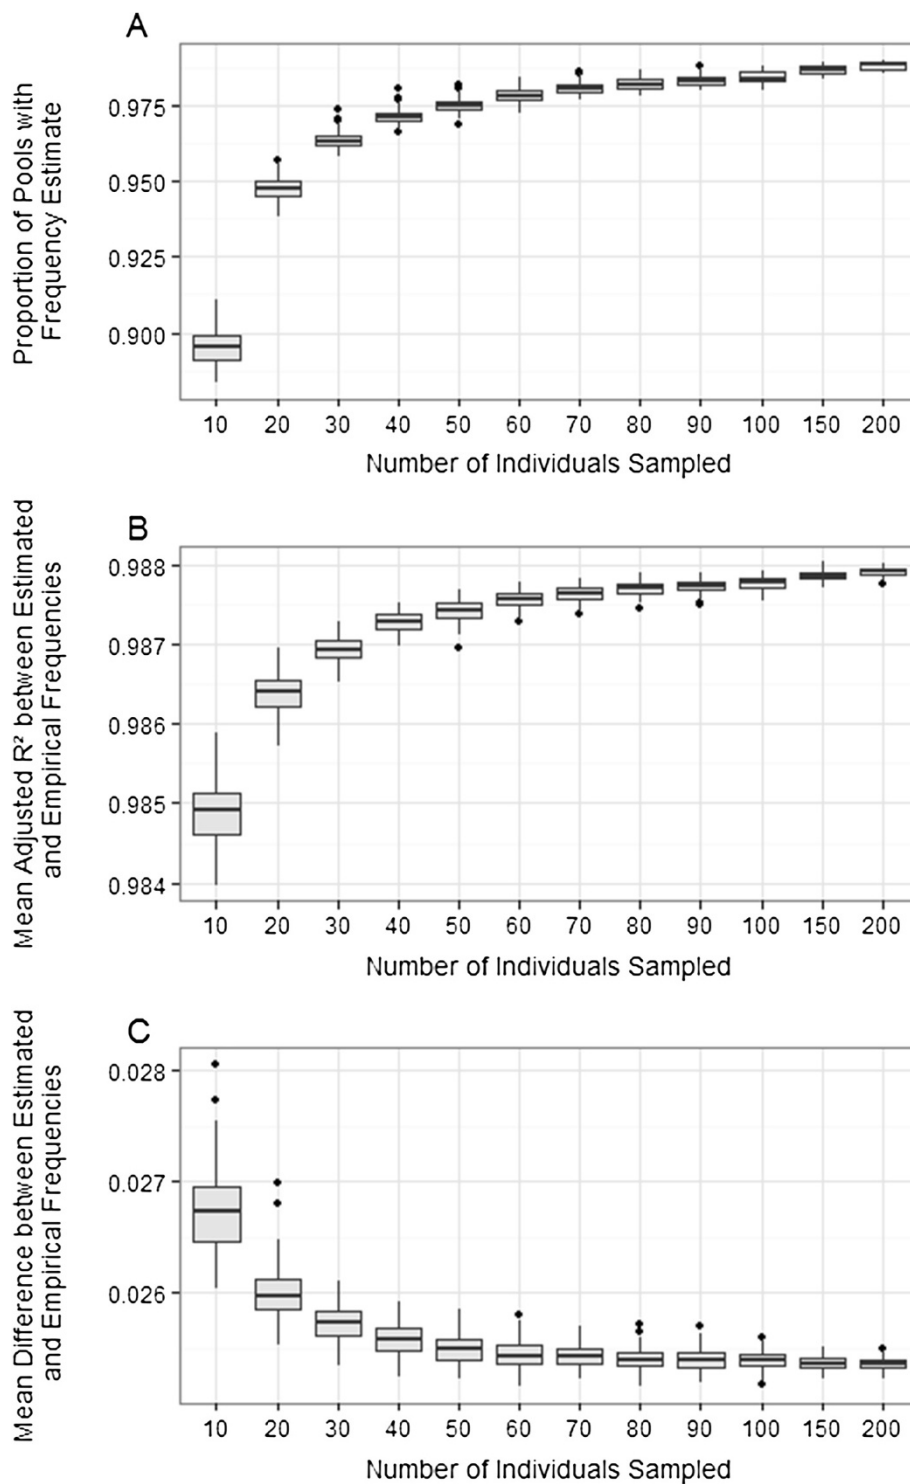 A
Proportion of Pools with
Frequency Estimate
0.975
0.950
0.925
0.900
10 20 30 40 50 60 70 80 90 100 150 200
Number of Individuals Sampled
B
Mean Adjusted R² between Estimated
and Empirical Frequencies
0.988
0.987
0.986
0.985
0.984
10 20 30 40 50 60 70 80 90 100 150 200
Number of Individuals Sampled
C
Mean Difference between Estimated
and Empirical Frequencies
0.028
0.027
0.026
10 20 30 40 50 60 70 80 90 100 150 200
Number of Individuals Sampled